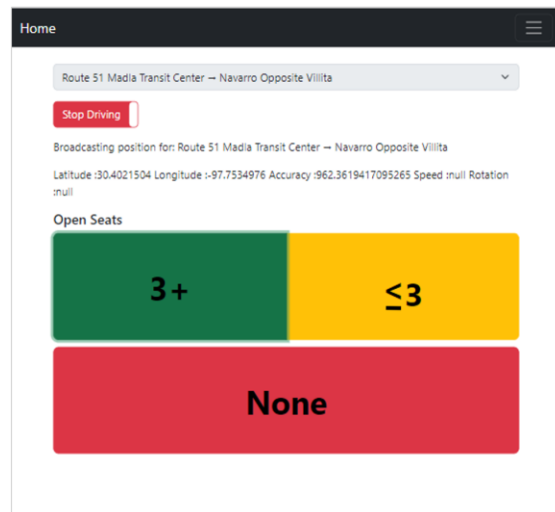 Home
Route 51 Madla Transit Center → Navarro Opposite Villita
Stop Driving
Broadcasting position for: Route 51 Madla Transit Center → Navarro Opposite Villita
Latitude :30.4021504 Longitude :-97.7534976 Accuracy :962.3619417095265 Speed :null Rotation
:null
Open Seats
3+
≤3
None